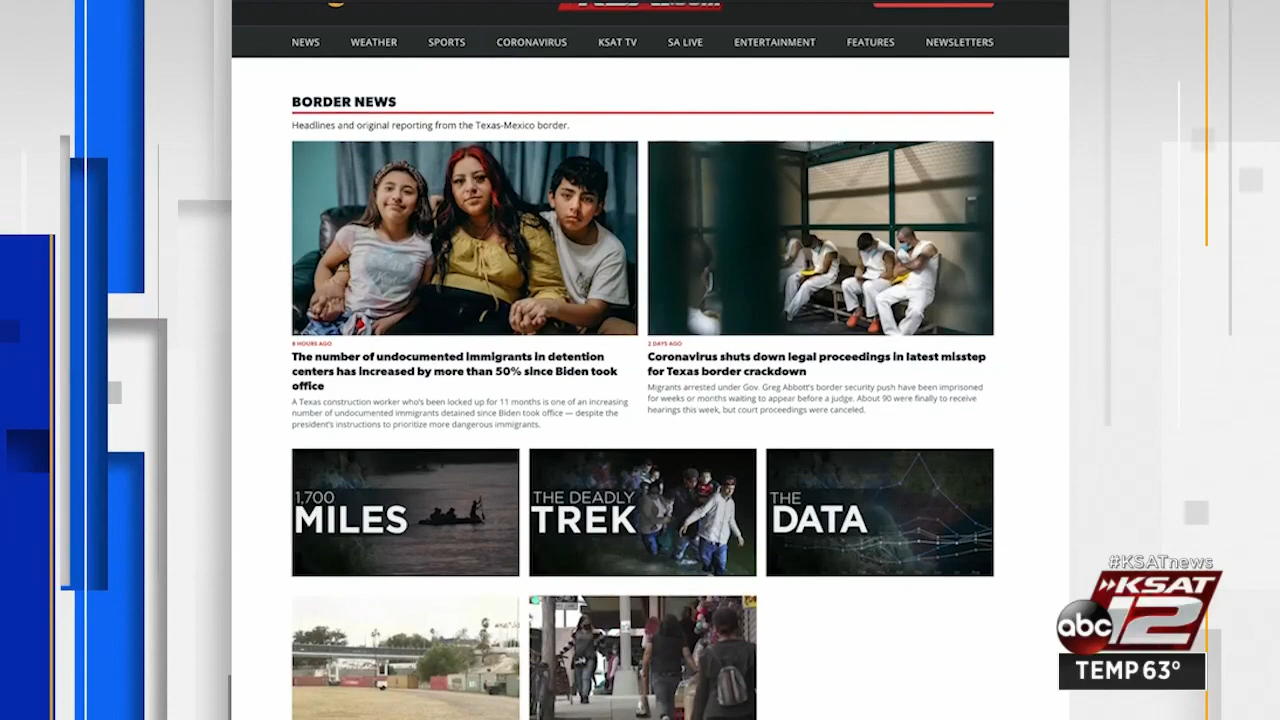 NEWS WEATHER SPORTS CORONAVIRUS KSAT TV SA LIVE ENTERTAINMENT FEATURES NEWSLETTERS
BORDER NEWS
Headlines and original reporting from the Texas-Mexico border.
8 HOURS AGO
The number of undocumented immigrants in detention
centers has increased by more than 50% since Biden took
office
A Texas construction worker who's been locked up for 11 months is one of an increasing
number of undocumented immigrants detained since Biden took office — despite the
president's instructions to prioritize more dangerous immigrants.
2 DAYS AGO
Coronavirus shuts down legal proceedings in latest misstep
for Texas border crackdown
Migrants arrested under Gov. Greg Abbott's border security push have been imprisoned
for weeks or months waiting to appear before a judge. About 90 were finally to receive
hearings this week, but court proceedings were canceled.
1,700
MILES
THE DEADLY
TREK
THE
DATA
#KSATnews
KSAT
abc 12
TEMP 63°